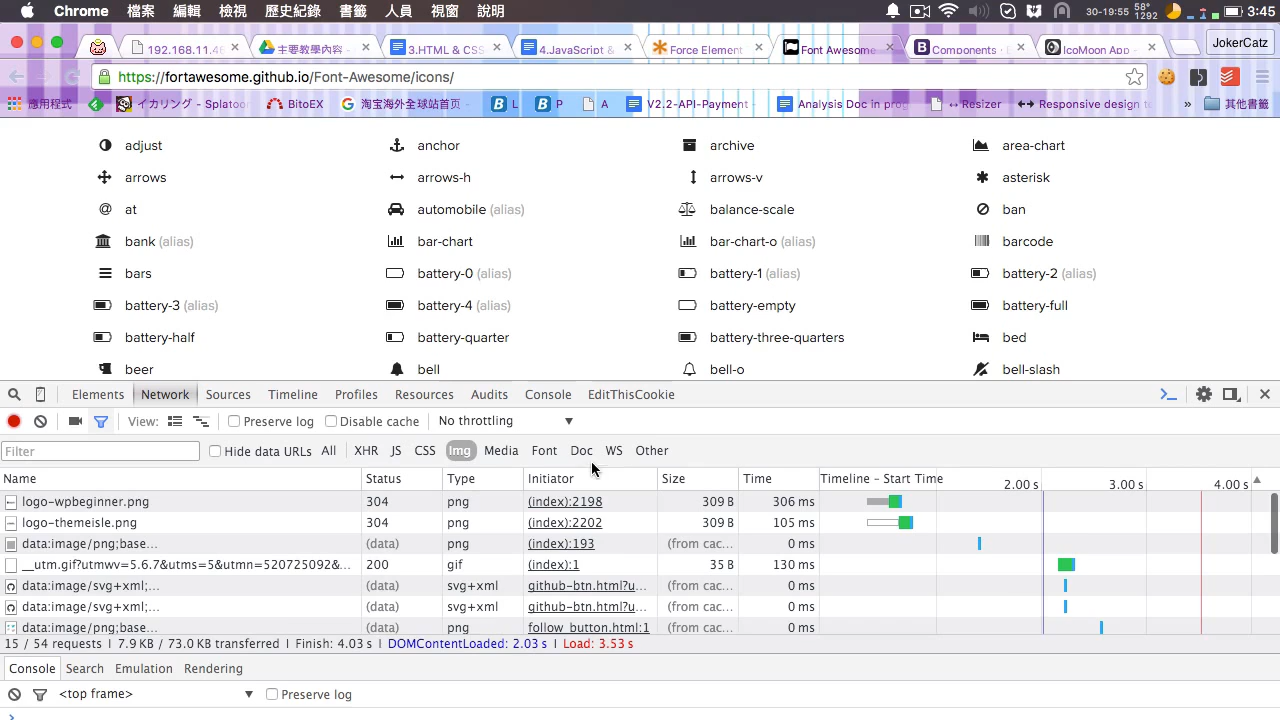 Chrome 檔案 編輯 檢視 歷史紀錄 書籤 人員 視窗 說明 30-19:55 58° 1292 3:45
192.168.11.4 主要教學內容 - 3.HTML & CSS 4.JavaScript & Force Element Font Awesome Components · IcoMoon App - JokerCatz
https://fortawesome.github.io/Font-Awesome/icons/
應用程式 イカリング - Splatoon BitoEX 淘宝海外全球站首页 - L P A V2.2-API-Payment - Analysis Doc in prog ↔ Resizer Responsive design te » 其他書籤
adjust anchor archive area-chart
arrows arrows-h arrows-v asterisk
at automobile (alias) balance-scale ban
bank (alias) bar-chart bar-chart-o (alias) barcode
bars battery-0 (alias) battery-1 (alias) battery-2 (alias)
battery-3 (alias) battery-4 (alias) battery-empty battery-full
battery-half battery-quarter battery-three-quarters bed
beer bell bell-o bell-slash
Elements Network Sources Timeline Profiles Resources Audits Console EditThisCookie
View: Preserve log Disable cache No throttling ▼
Filter Hide data URLs All XHR JS CSS Img Media Font Doc WS Other
Name Status Type Initiator Size Time Timeline – Start Time 2.00 s 3.00 s 4.00 s ▲
logo-wpbeginner.png 304 png (index):2198 309 B 306 ms
logo-themeisle.png 304 png (index):2202 309 B 105 ms
data:image/png;base… (data) png (index):193 (from cac… 0 ms
__utm.gif?utmwv=5.6.7&utms=5&utmn=520725092&… 200 gif (index):1 35 B 130 ms
data:image/svg+xml;… (data) svg+xml github-btn.html?u… (from cac… 0 ms
data:image/svg+xml;… (data) svg+xml github-btn.html?u… (from cac… 0 ms
data:image/png;base… (data) png follow_button.html:1 (from cac… 0 ms
15 / 54 requests | 7.9 KB / 73.0 KB transferred | Finish: 4.03 s | DOMContentLoaded: 2.03 s | Load: 3.53 s
Console Search Emulation Rendering
<top frame> ▼ Preserve log